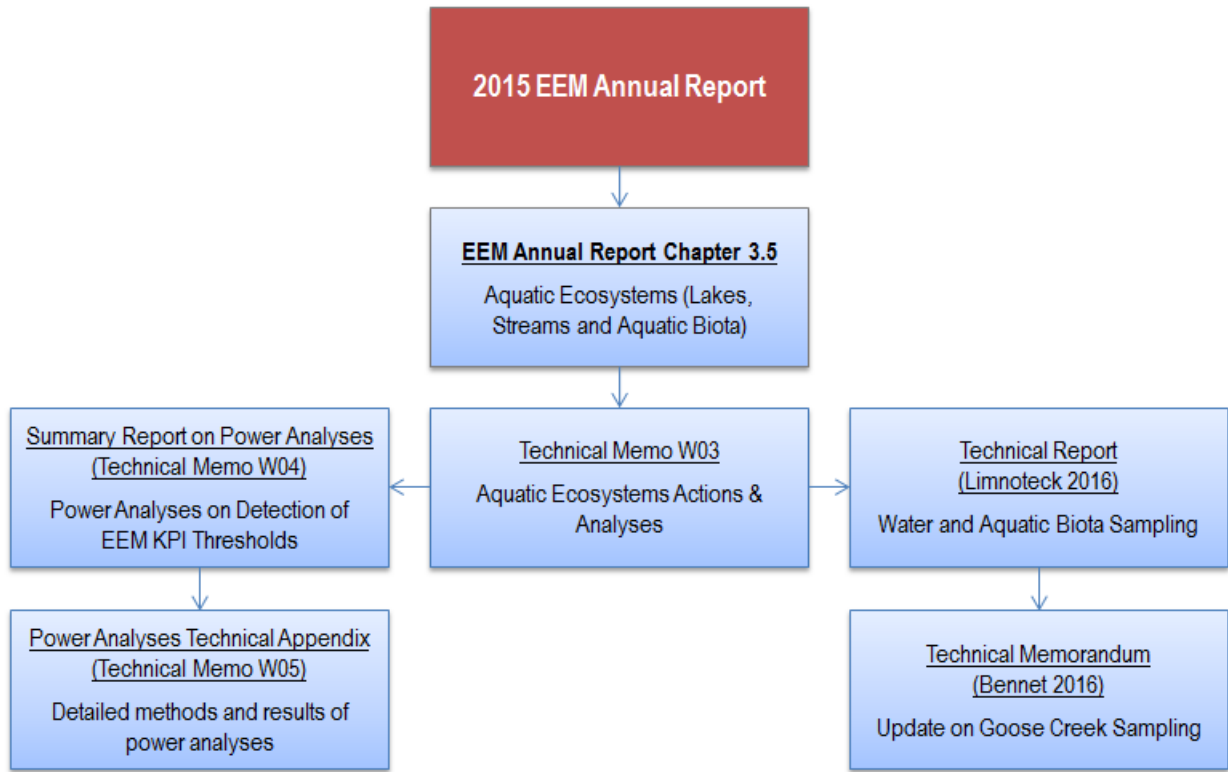 2015 EEM Annual Report
EEM Annual Report Chapter 3.5
Aquatic Ecosystems (Lakes,
Streams and Aquatic Biota)
Summary Report on Power Analyses
(Technical Memo W04)
Power Analyses on Detection of
EEM KPI Thresholds
Technical Memo W03
Aquatic Ecosystems Actions &
Analyses
Technical Report
(Limnoteck 2016)
Water and Aquatic Biota Sampling
Power Analyses Technical Appendix
(Technical Memo W05)
Detailed methods and results of
power analyses
Technical Memorandum
(Bennet 2016)
Update on Goose Creek Sampling